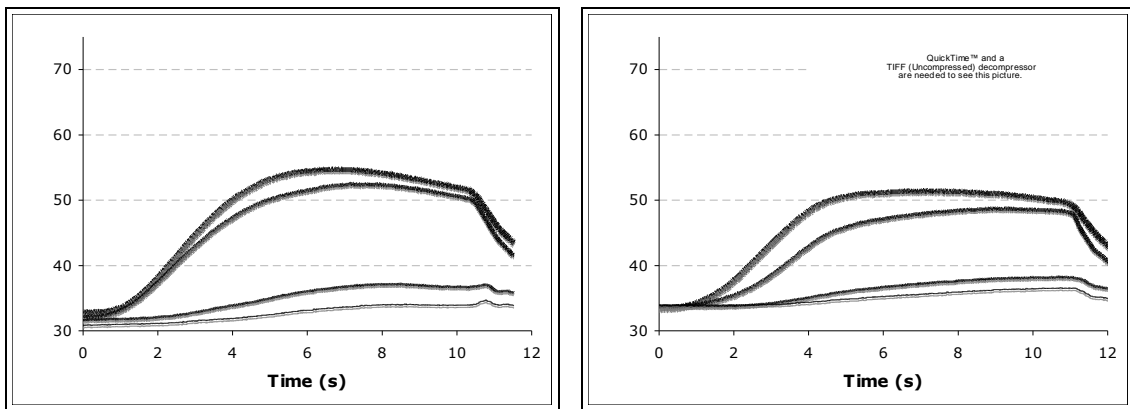 70
60
50
40
30
0 2 4 6 8 10 12
Time (s)
QuickTime™ and a
TIFF (Uncompressed) decompressor
are needed to see this picture.
70
60
50
40
30
0 2 4 6 8 10 12
Time (s)